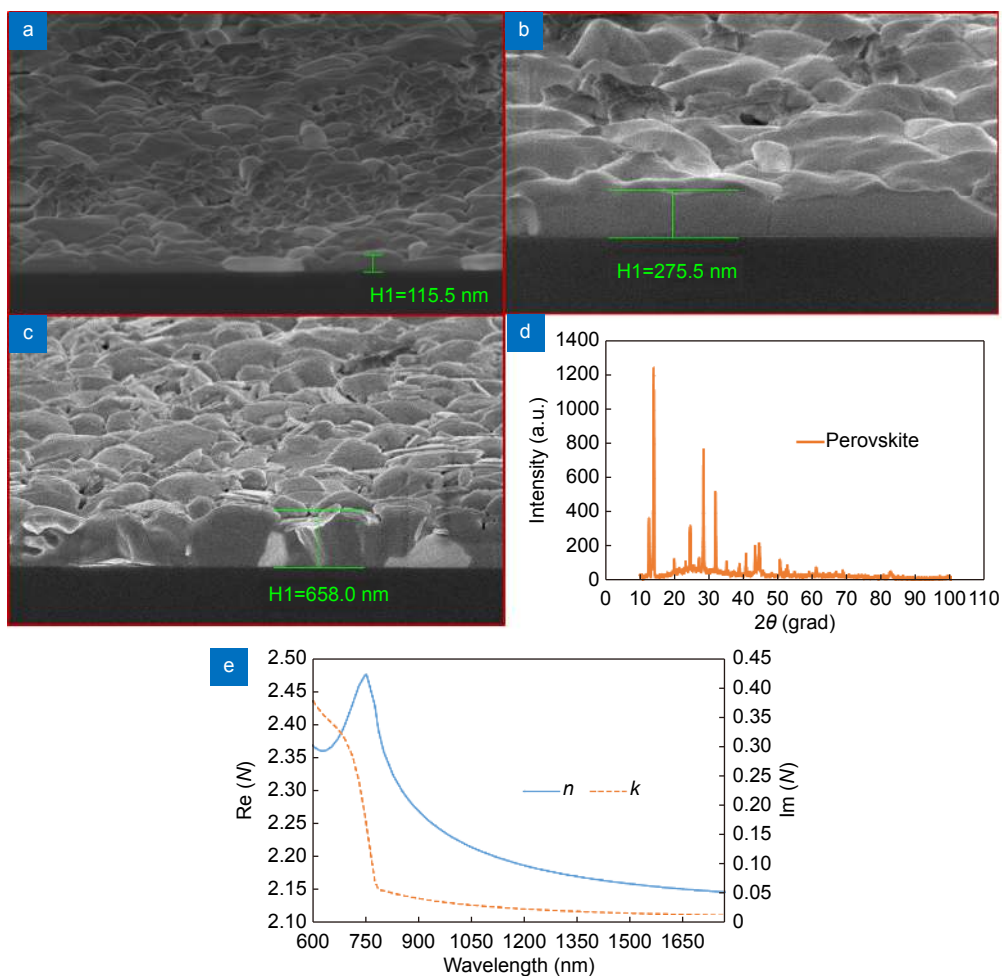 a
H1=115.5 nm
b
H1=275.5 nm
c
H1=658.0 nm
d
1400
1200
1000
800
600
400
200
0
Intensity (a.u.)
Perovskite
0 10 20 30 40 50 60 70 80 90 100 110
2θ (grad)
e
2.50
2.45
2.40
2.35
2.30
2.25
2.20
2.15
2.10
Re (N)
n k
0.45
0.40
0.35
0.30
0.25
0.20
0.15
0.10
0.05
0
Im (N)
600 750 900 1050 1200 1350 1500 1650
Wavelength (nm)